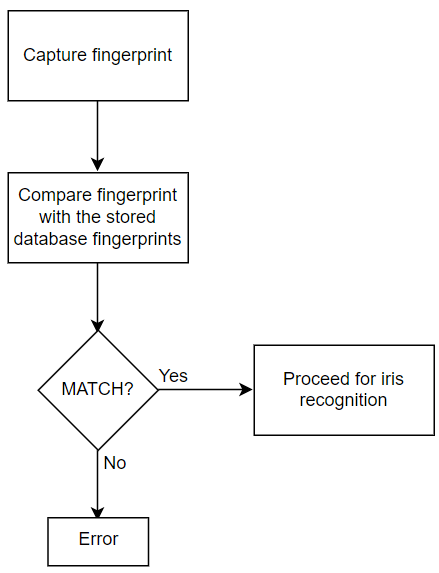 Capture fingerprint
Compare fingerprint
with the stored
database fingerprints
MATCH?
Yes
Proceed for iris
recognition
No
Error